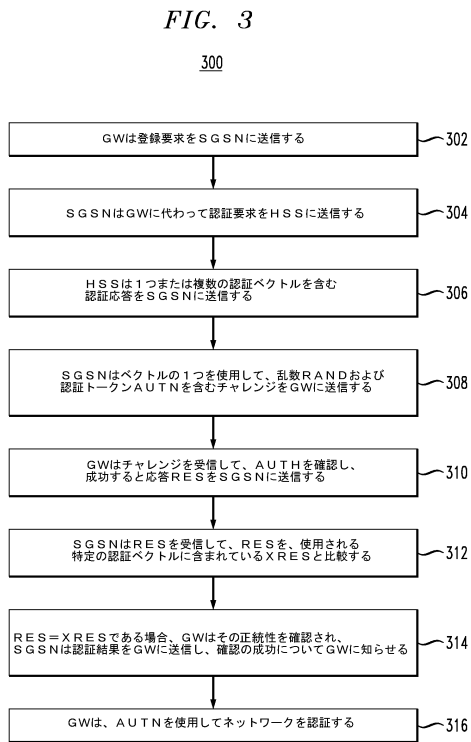 FIG. 3
300
GWは登録要求をSGSNに送信する
302
SGSNはGWに代わって認証要求をHSSに送信する
304
HSSは1つまたは複数の認証ベクトルを含む
認証応答をSGSNに送信する
306
SGSNはベクトルの1つを使用して、乱数RANDおよび
認証トークンAUTNを含むチャレンジをGWに送信する
308
GWはチャレンジを受信して、AUTHを確認し、
成功すると応答RESをSGSNに送信する
310
SGSNはRESを受信して、RESを、使用される
特定の認証ベクトルに含まれているXRESと比較する
312
RES=XRESである場合、GWはその正統性を確認され、
SGSNは認証結果をGWに送信し、確認の成功についてGWに知らせる
314
GWは、AUTNを使用してネットワークを認証する
316